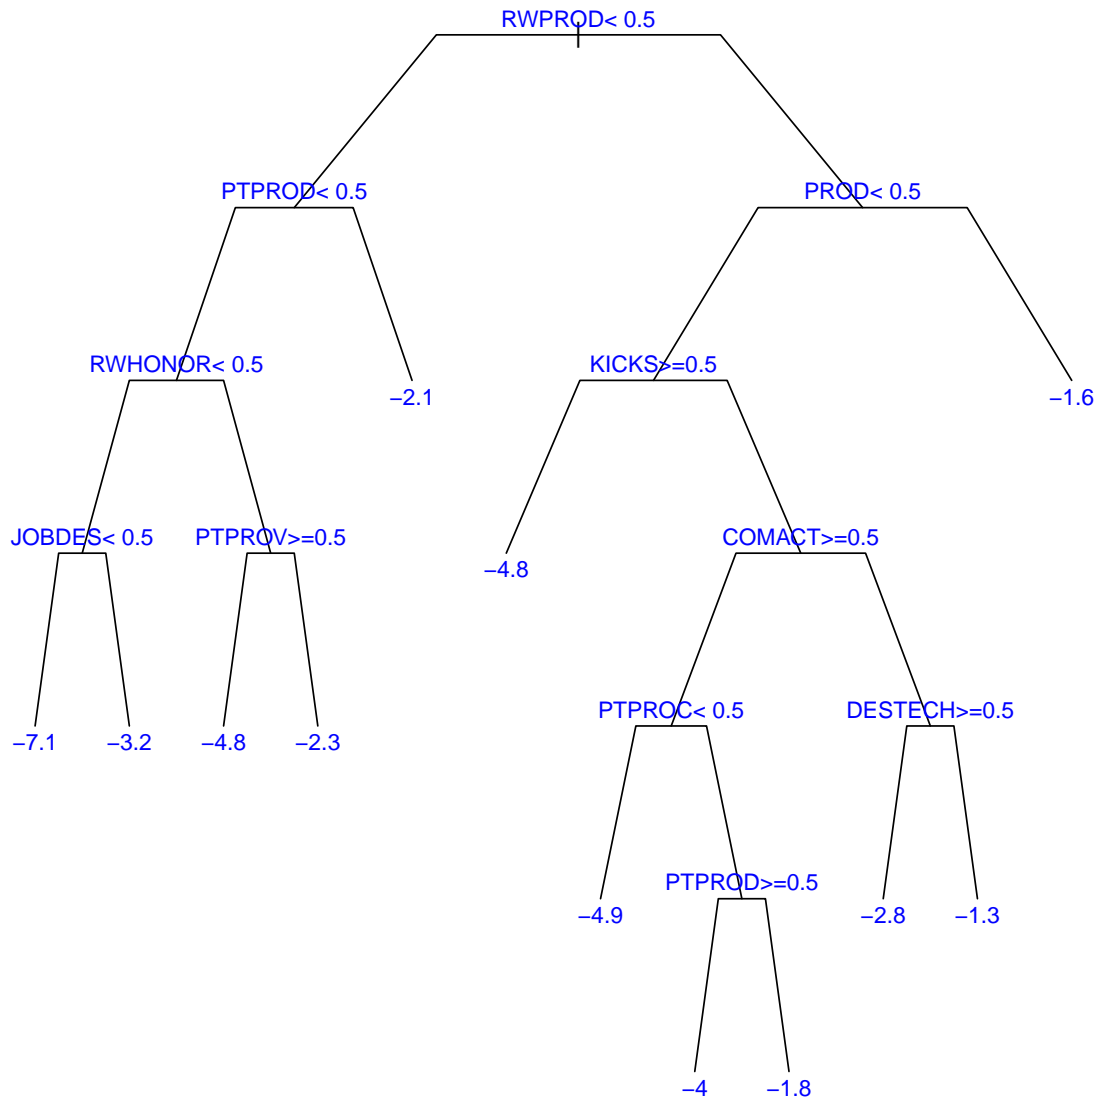 RWPROD< 0.5
PTPROD< 0.5
PROD< 0.5
RWHONOR< 0.5
−2.1
KICKS>=0.5
−1.6
JOBDES< 0.5
PTPROV>=0.5
−4.8
COMACT>=0.5
−7.1
−3.2
−4.8
−2.3
PTPROC< 0.5
DESTECH>=0.5
−4.9
PTPROD>=0.5
−2.8
−1.3
−4
−1.8